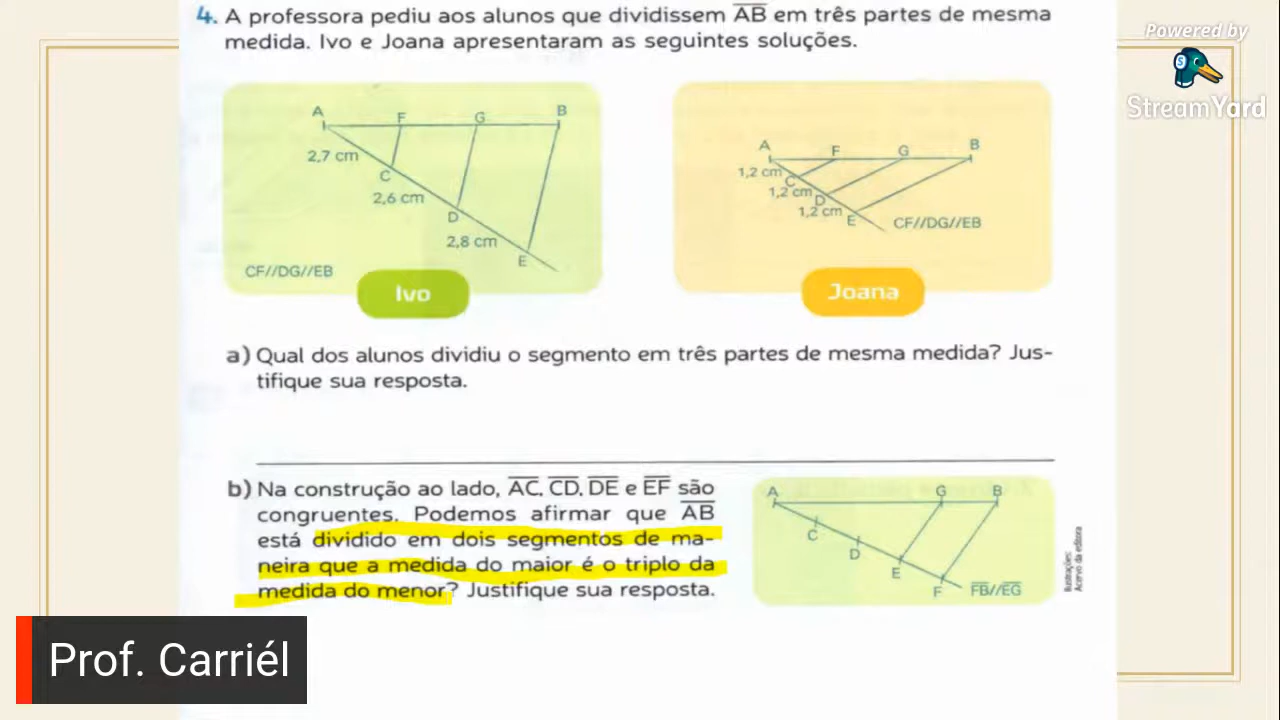 4. A professora pediu aos alunos que dividissem AB em três partes de mesma
medida. Ivo e Joana apresentaram as seguintes soluções.
Powered by
StreamYard
A
F
G
B
2,7 cm
C
2,6 cm
D
2,8 cm
E
CF//DG//EB
Ivo
A
F
G
B
1,2 cm
C
1,2 cm
D
1,2 cm
E
CF//DG//EB
Joana
a) Qual dos alunos dividiu o segmento em três partes de mesma medida? Jus-
tifique sua resposta.
b) Na construção ao lado, AC, CD, DE e EF são
congruentes. Podemos afirmar que AB
está dividido em dois segmentos de ma-
neira que a medida do maior é o triplo da
medida do menor? Justifique sua resposta.
A
G
B
C
D
E
F
FB//EG
Ilustrações:
Acervo da editora
Prof. Carriél